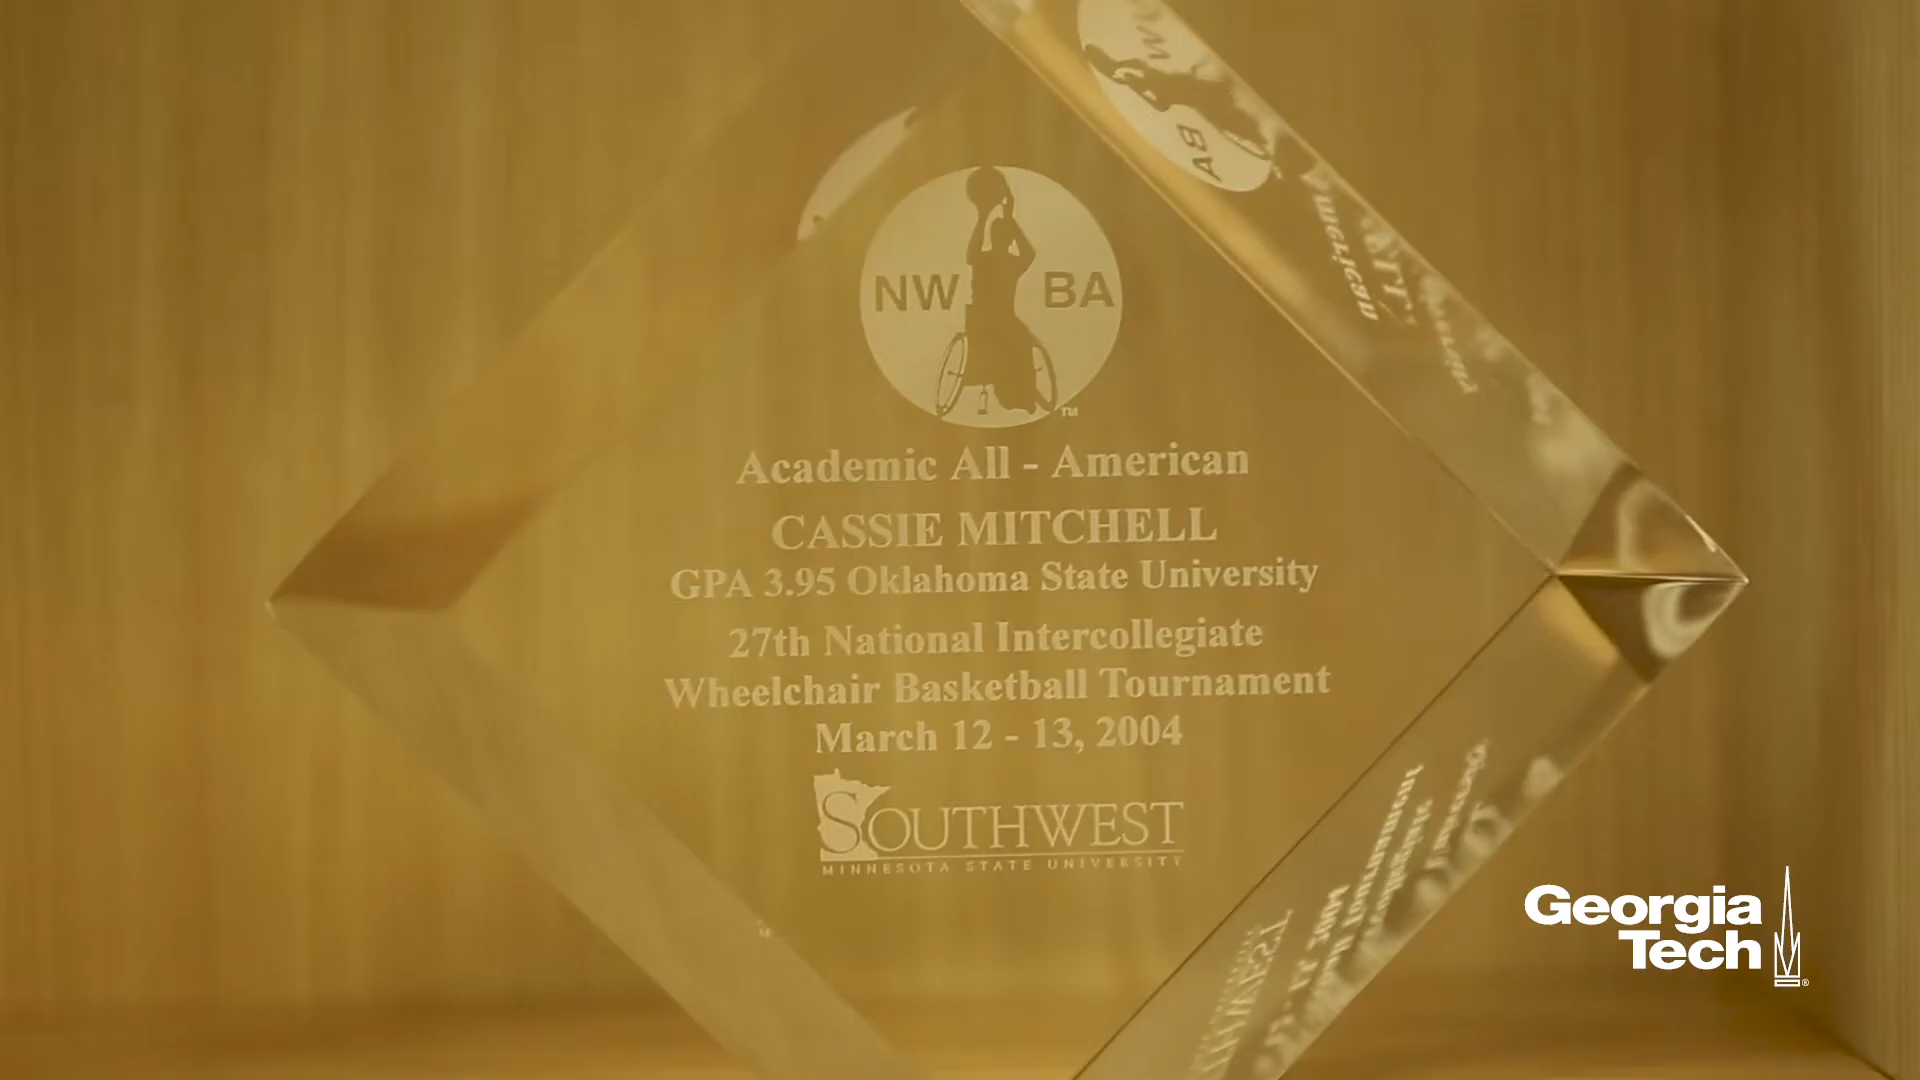 NW BA
TM
Academic All - American
CASSIE MITCHELL
GPA 3.95 Oklahoma State University
27th National Intercollegiate
Wheelchair Basketball Tournament
March 12 - 13, 2004
SOUTHWEST
MINNESOTA STATE UNIVERSITY
Georgia
Tech
®